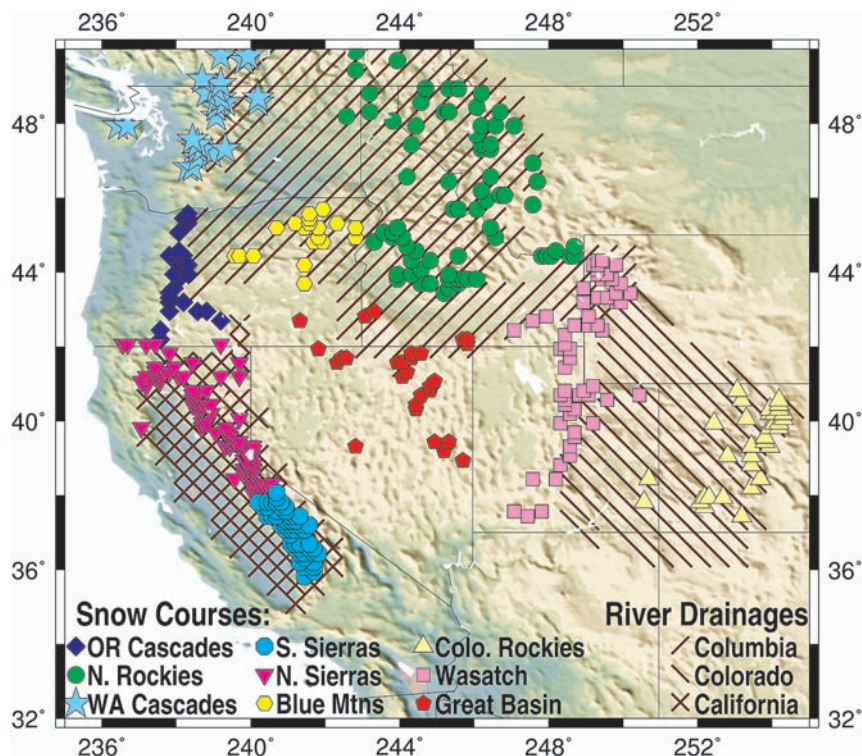 236° 240° 244° 248° 252°
48° 48°
44° 44°
40° 40°
36° 36°
Snow Courses: River Drainages
OR Cascades S. Sierras Colo. Rockies Columbia
N. Rockies N. Sierras Wasatch Colorado
WA Cascades Blue Mtns Great Basin California
32° 32°
236° 240° 244° 248° 252°